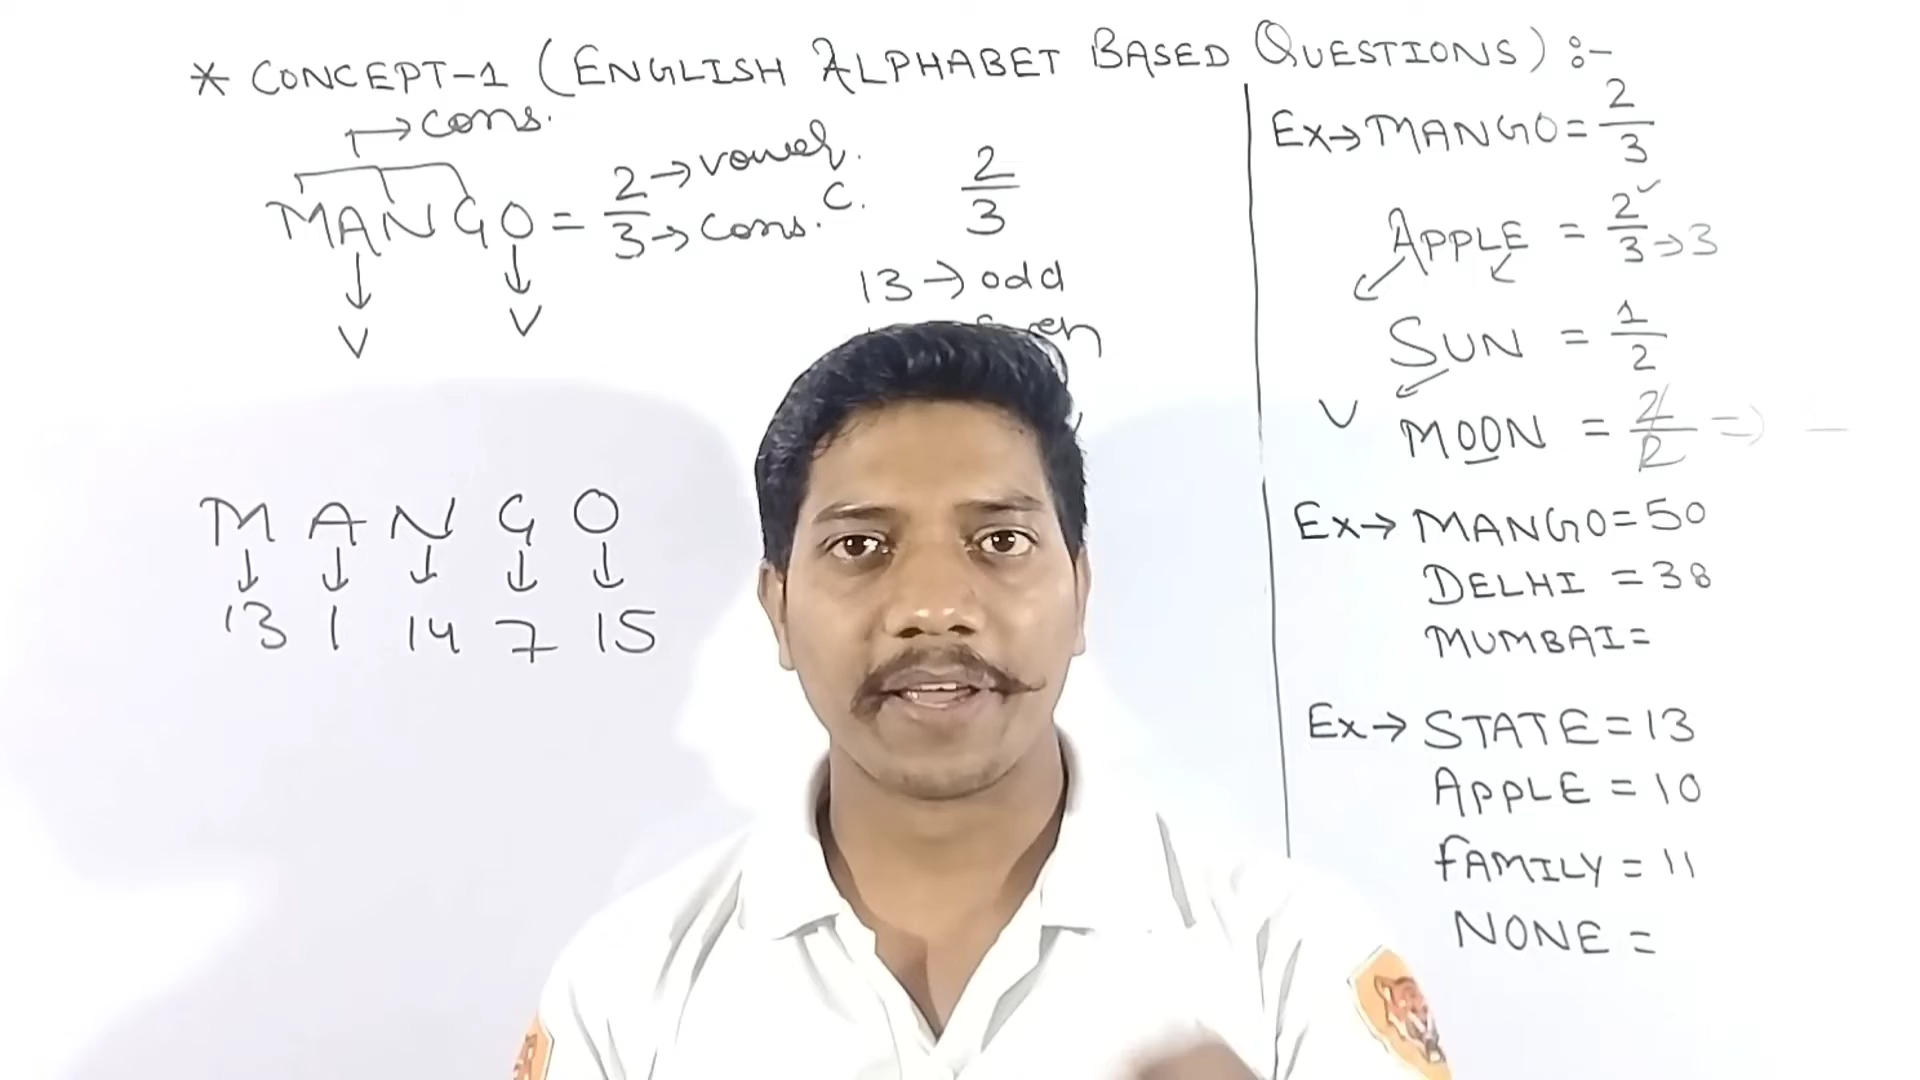 * CONCEPT-1 (ENGLISH ALPHABET BASED QUESTIONS) :-
→ cons.
MANGO = 2/3
→ vowel.
→ cons.
C.
2/3
V
V
13 → odd
M A N G O
↓ ↓ ↓ ↓ ↓
13 1 14 7 15
Ex → MANGO = 2/3
APPLE = 2/3 → 3
SUN = 1/2
V
MOON = 2/2 ⇒
Ex → MANGO = 50
DELHI = 38
MUMBAI =
Ex → STATE = 13
APPLE = 10
FAMILY = 11
NONE =